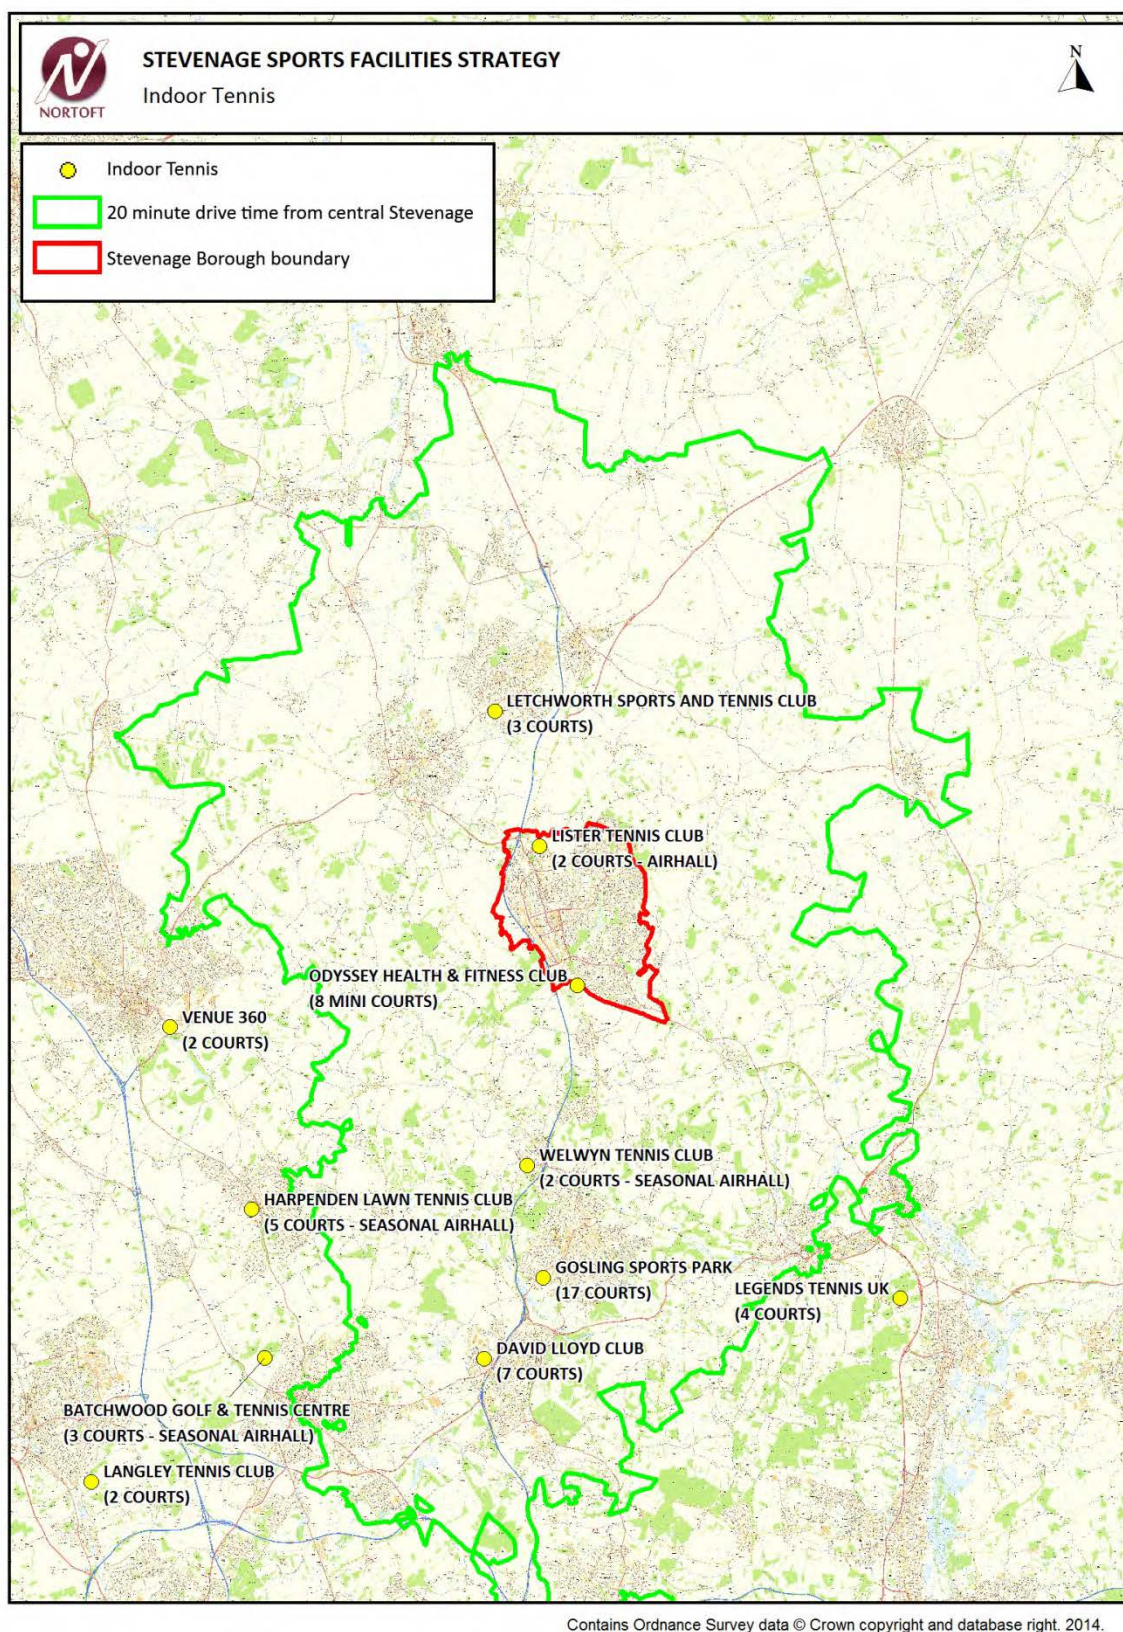 STEVENAGE SPORTS FACILITIES STRATEGY
Indoor Tennis
NORTOFT
N
Indoor Tennis
20 minute drive time from central Stevenage
Stevenage Borough boundary
LETCHWORTH SPORTS AND TENNIS CLUB
(3 COURTS)
LISTER TENNIS CLUB
(2 COURTS - AIRHALL)
ODYSSEY HEALTH & FITNESS CLUB
(8 MINI COURTS)
VENUE 360
(2 COURTS)
WELWYN TENNIS CLUB
(2 COURTS - SEASONAL AIRHALL)
HARPENDEN LAWN TENNIS CLUB
(5 COURTS - SEASONAL AIRHALL)
GOSLING SPORTS PARK
(17 COURTS)
LEGENDS TENNIS UK
(4 COURTS)
DAVID LLOYD CLUB
(7 COURTS)
BATCHWOOD GOLF & TENNIS CENTRE
(3 COURTS - SEASONAL AIRHALL)
LANGLEY TENNIS CLUB
(2 COURTS)
Contains Ordnance Survey data © Crown copyright and database right. 2014.